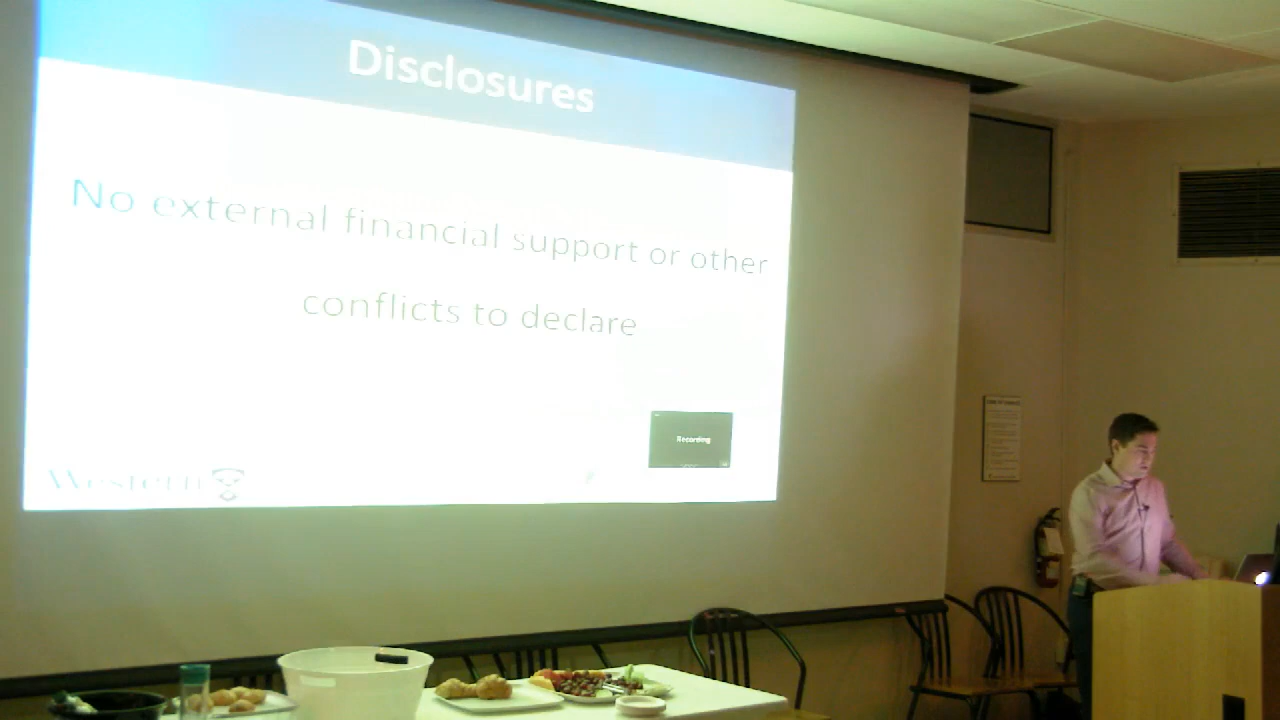 Disclosures
No external financial support or other
conflicts to declare
Recording
Western